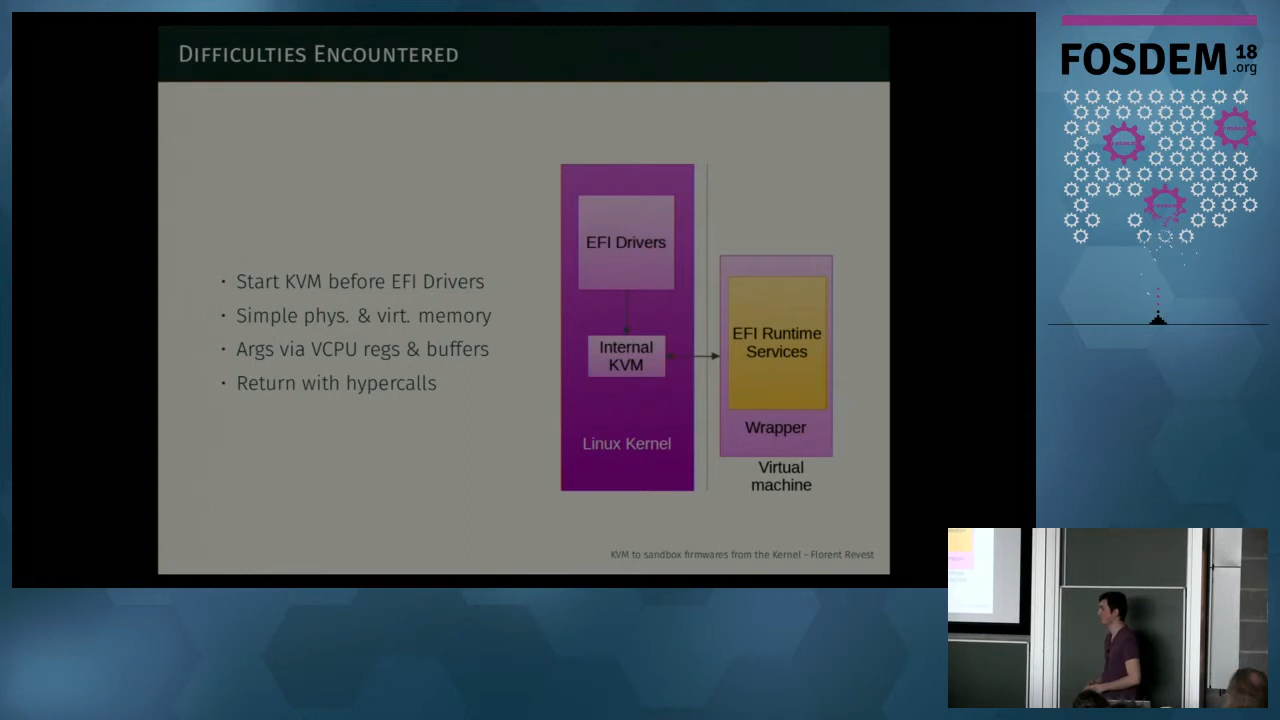 DIFFICULTIES ENCOUNTERED
• Start KVM before EFI Drivers
• Simple phys. & virt. memory
• Args via VCPU regs & buffers
• Return with hypercalls
EFI Drivers
Internal
KVM
Linux Kernel
EFI Runtime
Services
Wrapper
Virtual
machine
KVM to sandbox firmwares from the Kernel - Florent Revest
FOSDEM 18
.org